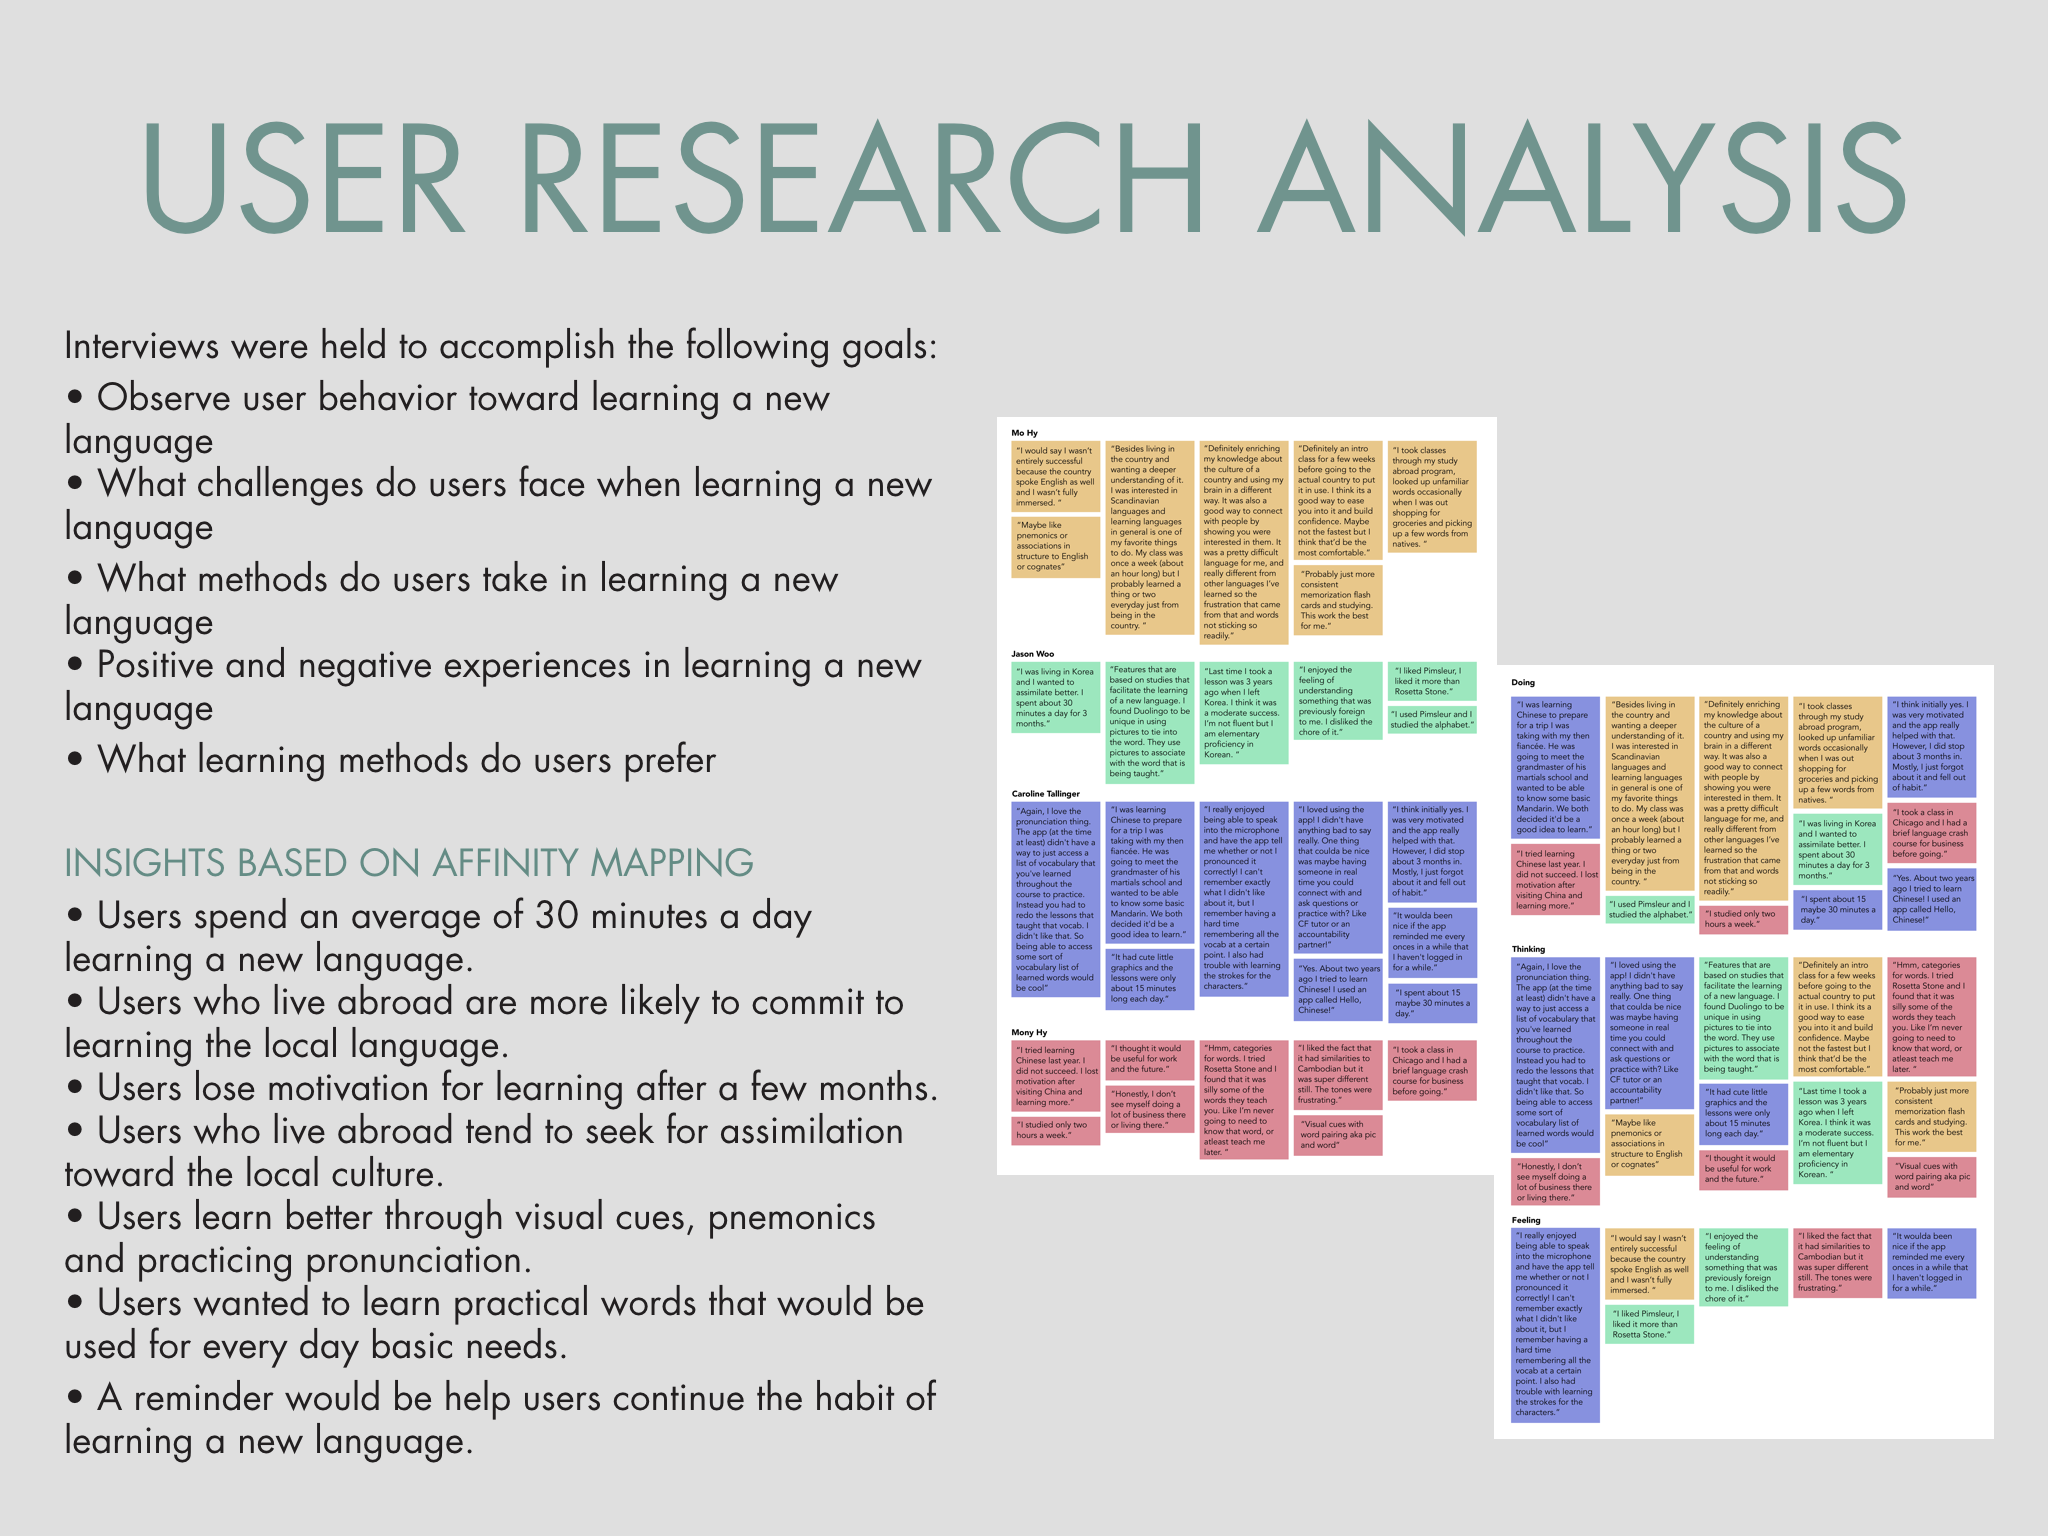 USER RESEARCH ANALYSIS
Interviews were held to accomplish the following goals:
• Observe user behavior toward learning a new
language
• What challenges do users face when learning a new
language
• What methods do users take in learning a new
language
• Positive and negative experiences in learning a new
language
• What learning methods do users prefer
INSIGHTS BASED ON AFFINITY MAPPING
• Users spend an average of 30 minutes a day
learning a new language.
• Users who live abroad are more likely to commit to
learning the local language.
• Users lose motivation for learning after a few months.
• Users who live abroad tend to seek for assimilation
toward the local culture.
• Users learn better through visual cues, pnemonics
and practicing pronunciation.
• Users wanted to learn practical words that would be
used for every day basic needs.
• A reminder would be help users continue the habit of
learning a new language.
Mo Hy
"I would say I wasn't
entirely successful
because the country
spoke English as well
and I wasn't fully
immersed. "
"Maybe like
pnemonics or
associations in
structure to English
or cognates"
"Besides living in
the country and
wanting a deeper
understanding of it.
I was interested in
Scandinavian
languages and
learning languages
in general is one of
my favorite things
to do. My class was
once a week (about
an hour long) but I
probably learned a
thing or two
everyday just from
being in the
country. "
"Definitely enriching
my knowledge about
the culture of a
country and using my
brain in a different
way. It was also a
good way to connect
with people by
showing you were
interested in them. It
was a pretty difficult
language for me, and
really different from
other languages I've
learned so the
frustration that came
from that and words
not sticking so
readily."
"Definitely an intro
class for a few weeks
before going to the
actual country to put
it in use. I think its a
good way to ease
you into it and build
confidence. Maybe
not the fastest but I
think that'd be the
most comfortable."
"Probably just more
consistent
memorization flash
cards and studying.
This work the best
for me."
"I took classes
through my study
abroad program,
looked up unfamiliar
words occasionally
when I was out
shopping for
groceries and picking
up a few words from
natives. "
Jason Woo
"I was living in Korea
and I wanted to
assimilate better. I
spent about 30
minutes a day for 3
months."
"Features that are
based on studies that
facilitate the learning
of a new language. I
found Duolingo to be
unique in using
pictures to tie into
the word. They use
pictures to associate
with the word that is
being taught."
"Last time I took a
lesson was 3 years
ago when I left
Korea. I think it was
a moderate success.
I'm not fluent but I
am elementary
proficiency in
Korean. "
"I enjoyed the
feeling of
understanding
something that was
previously foreign
to me. I disliked the
chore of it."
"I liked Pimsleur, I
liked it more than
Rosetta Stone."
"I used Pimsleur and I
studied the alphabet."
Caroline Tallinger
"Again, I love the
pronunciation thing.
The app (at the time
at least) didn't have a
way to just access a
list of vocabulary that
you've learned
throughout the
course to practice.
Instead you had to
redo the lessons that
taught that vocab. I
didn't like that. So
being able to access
some sort of
vocabulary list of
learned words would
be cool"
"I was learning
Chinese to prepare
for a trip I was
taking with my then
fiancée. He was
going to meet the
grandmaster of his
martials school and
wanted to be able
to know some basic
Mandarin. We both
decided it'd be a
good idea to learn."
"It had cute little
graphics and the
lessons were only
about 15 minutes
long each day."
"I really enjoyed
being able to speak
into the microphone
and have the app tell
me whether or not I
pronounced it
correctly! I can't
remember exactly
what I didn't like
about it, but I
remember having a
hard time
remembering all the
vocab at a certain
point. I also had
trouble with learning
the strokes for the
characters."
"I loved using the
app! I didn't have
anything bad to say
really. One thing
that coulda be nice
was maybe having
someone in real
time you could
connect with and
ask questions or
practice with? Like
CF tutor or an
accountability
partner!"
"Yes. About two years
ago I tried to learn
Chinese! I used an
app called Hello,
Chinese!"
"I think initially yes. I
was very motivated
and the app really
helped with that.
However, I did stop
about 3 months in.
Mostly, I just forgot
about it and fell out
of habit."
"It woulda been
nice if the app
reminded me every
onces in a while that
I haven't logged in
for a while."
"I spent about 15
maybe 30 minutes a
day."
Mony Hy
"I tried learning
Chinese last year. I
did not succeed. I lost
motivation after
visiting China and
learning more."
"I studied only two
hours a week."
"I thought it would
be useful for work
and the future."
"Honestly, I don't
see myself doing a
lot of business there
or living there."
"Hmm, categories
for words. I tried
Rosetta Stone and I
found that it was
silly some of the
words they teach
you. Like I'm never
going to need to
know that word, or
atleast teach me
later. "
"I liked the fact that
it had similarities to
Cambodian but it
was super different
still. The tones were
frustrating."
"Visual cues with
word pairing aka pic
and word"
"I took a class in
Chicago and I had a
brief language crash
course for business
before going."
Doing
"I was learning
Chinese to prepare
for a trip I was
taking with my then
fiancée. He was
going to meet the
grandmaster of his
martials school and
wanted to be able
to know some basic
Mandarin. We both
decided it'd be a
good idea to learn."
"I tried learning
Chinese last year. I
did not succeed. I lost
motivation after
visiting China and
learning more."
"Besides living in
the country and
wanting a deeper
understanding of it.
I was interested in
Scandinavian
languages and
learning languages
in general is one of
my favorite things
to do. My class was
once a week (about
an hour long) but I
probably learned a
thing or two
everyday just from
being in the
country. "
"I used Pimsleur and I
studied the alphabet."
"Definitely enriching
my knowledge about
the culture of a
country and using my
brain in a different
way. It was also a
good way to connect
with people by
showing you were
interested in them. It
was a pretty difficult
language for me, and
really different from
other languages I've
learned so the
frustration that came
from that and words
not sticking so
readily."
"I studied only two
hours a week."
"I took classes
through my study
abroad program,
looked up unfamiliar
words occasionally
when I was out
shopping for
groceries and picking
up a few words from
natives. "
"I was living in Korea
and I wanted to
assimilate better. I
spent about 30
minutes a day for 3
months."
"I spent about 15
maybe 30 minutes a
day."
"I think initially yes. I
was very motivated
and the app really
helped with that.
However, I did stop
about 3 months in.
Mostly, I just forgot
about it and fell out
of habit."
"I took a class in
Chicago and I had a
brief language crash
course for business
before going."
"Yes. About two years
ago I tried to learn
Chinese! I used an
app called Hello,
Chinese!"
Thinking
"Again, I love the
pronunciation thing.
The app (at the time
at least) didn't have a
way to just access a
list of vocabulary that
you've learned
throughout the
course to practice.
Instead you had to
redo the lessons that
taught that vocab. I
didn't like that. So
being able to access
some sort of
vocabulary list of
learned words would
be cool"
"Honestly, I don't
see myself doing a
lot of business there
or living there."
"I loved using the
app! I didn't have
anything bad to say
really. One thing
that coulda be nice
was maybe having
someone in real
time you could
connect with and
ask questions or
practice with? Like
CF tutor or an
accountability
partner!"
"Maybe like
pnemonics or
associations in
structure to English
or cognates"
"Features that are
based on studies that
facilitate the learning
of a new language. I
found Duolingo to be
unique in using
pictures to tie into
the word. They use
pictures to associate
with the word that is
being taught."
"It had cute little
graphics and the
lessons were only
about 15 minutes
long each day."
"I thought it would
be useful for work
and the future."
"Definitely an intro
class for a few weeks
before going to the
actual country to put
it in use. I think its a
good way to ease
you into it and build
confidence. Maybe
not the fastest but I
think that'd be the
most comfortable."
"Last time I took a
lesson was 3 years
ago when I left
Korea. I think it was
a moderate success.
I'm not fluent but I
am elementary
proficiency in
Korean. "
"Hmm, categories
for words. I tried
Rosetta Stone and I
found that it was
silly some of the
words they teach
you. Like I'm never
going to need to
know that word, or
atleast teach me
later. "
"Probably just more
consistent
memorization flash
cards and studying.
This work the best
for me."
"Visual cues with
word pairing aka pic
and word"
Feeling
"I really enjoyed
being able to speak
into the microphone
and have the app tell
me whether or not I
pronounced it
correctly! I can't
remember exactly
what I didn't like
about it, but I
remember having a
hard time
remembering all the
vocab at a certain
point. I also had
trouble with learning
the strokes for the
characters."
"I would say I wasn't
entirely successful
because the country
spoke English as well
and I wasn't fully
immersed. "
"I liked Pimsleur, I
liked it more than
Rosetta Stone."
"I enjoyed the
feeling of
understanding
something that was
previously foreign
to me. I disliked the
chore of it."
"I liked the fact that
it had similarities to
Cambodian but it
was super different
still. The tones were
frustrating."
"It woulda been
nice if the app
reminded me every
onces in a while that
I haven't logged in
for a while."